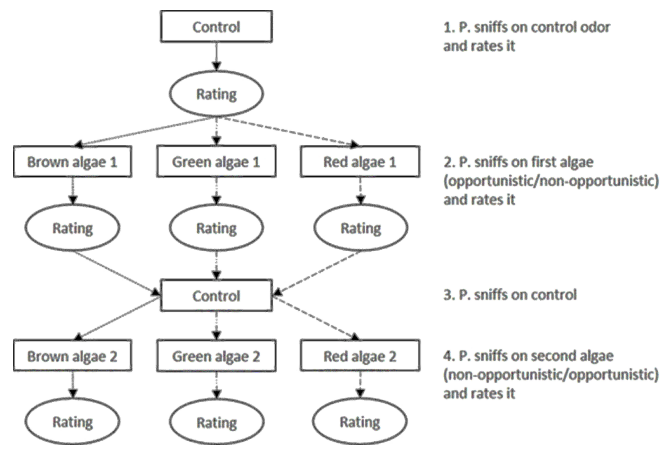 Control
1. P. sniffs on control odor
and rates it
Rating
Brown algae 1
Green algae 1
Red algae 1
2. P. sniffs on first algae
(opportunistic/non-opportunistic)
and rates it
Rating
Rating
Rating
Control
3. P. sniffs on control
Brown algae 2
Green algae 2
Red algae 2
4. P. sniffs on second algae
(non-opportunistic/opportunistic)
and rates it
Rating
Rating
Rating